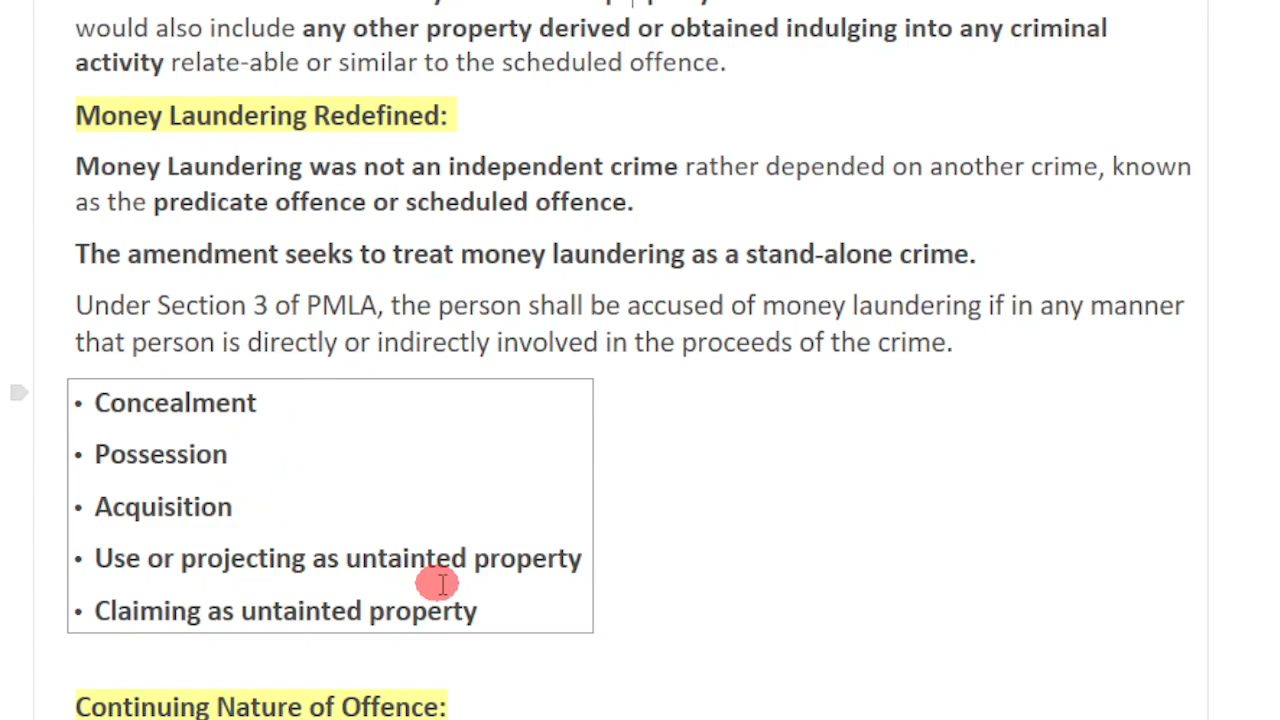 would also include any other property derived or obtained indulging into any criminal
activity relate-able or similar to the scheduled offence.
Money Laundering Redefined:
Money Laundering was not an independent crime rather depended on another crime, known
as the predicate offence or scheduled offence.
The amendment seeks to treat money laundering as a stand-alone crime.
Under Section 3 of PMLA, the person shall be accused of money laundering if in any manner
that person is directly or indirectly involved in the proceeds of the crime.
• Concealment
• Possession
• Acquisition
• Use or projecting as untainted property
• Claiming as untainted property
Continuing Nature of Offence: